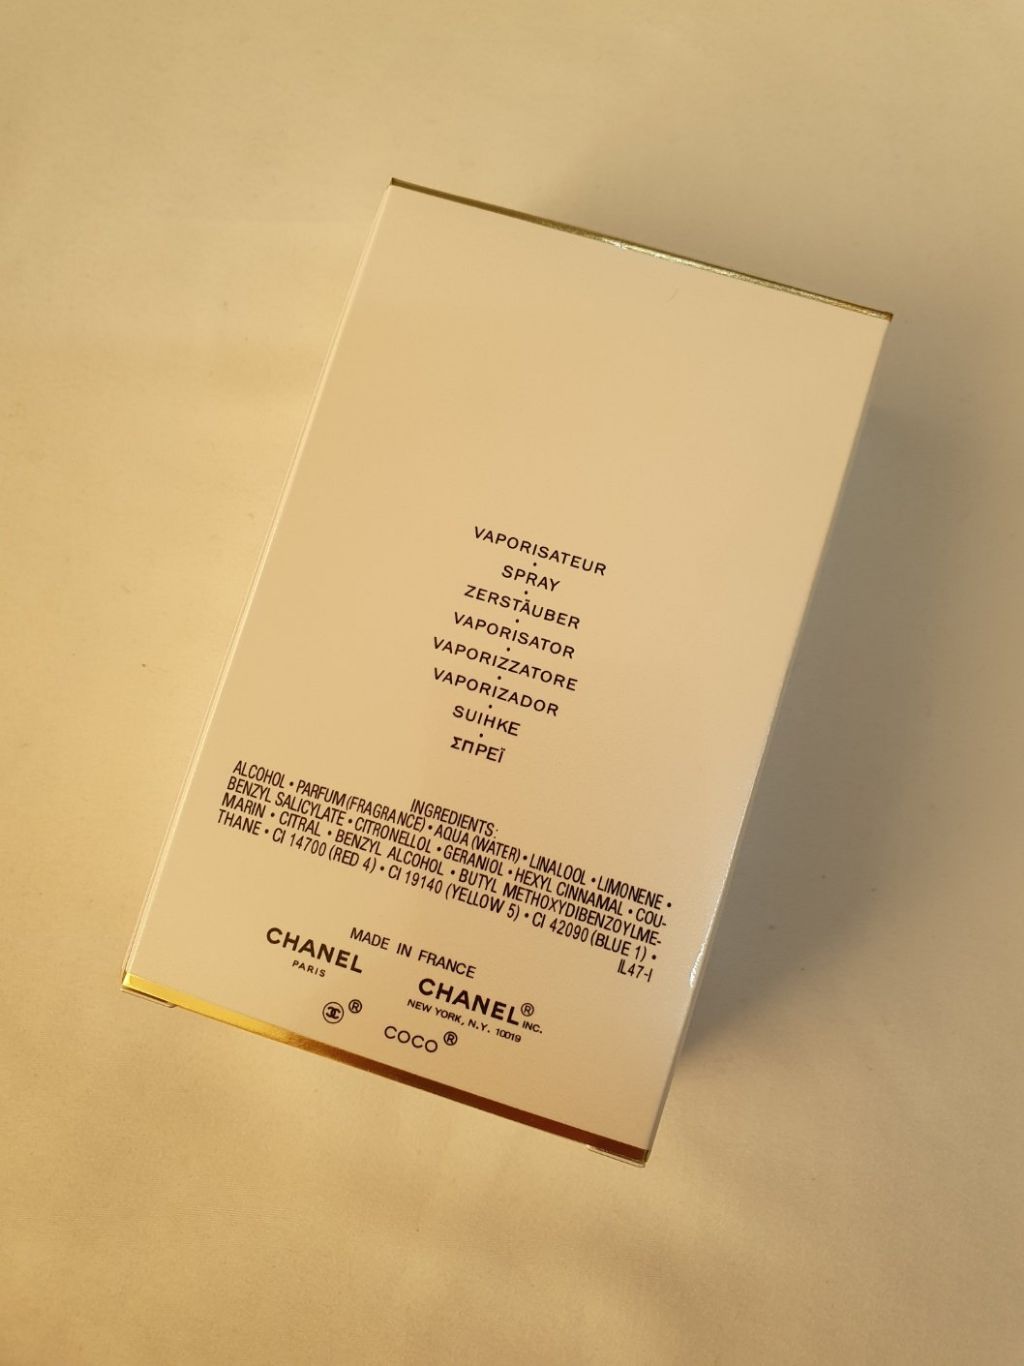 VAPORISATEUR
•
SPRAY
•
ZERSTÄUBER
•
VAPORISATOR
•
VAPORIZZATORE
•
VAPORIZADOR
•
SUIHKE
•
ΣΠΡΕΪ
INGREDIENTS:
ALCOHOL • PARFUM (FRAGRANCE) • AQUA (WATER) • LINALOOL • LIMONENE •
BENZYL SALICYLATE • CITRONELLOL • GERANIOL • HEXYL CINNAMAL • COU-
MARIN • CITRAL • BENZYL ALCOHOL • BUTYL METHOXYDIBENZOYLME-
THANE • CI 14700 (RED 4) • CI 19140 (YELLOW 5) • CI 42090 (BLUE 1) •
IL47-I
MADE IN FRANCE
CHANEL
PARIS
CHANEL® INC.
NEW YORK, N.Y. 10019
®
COCO®